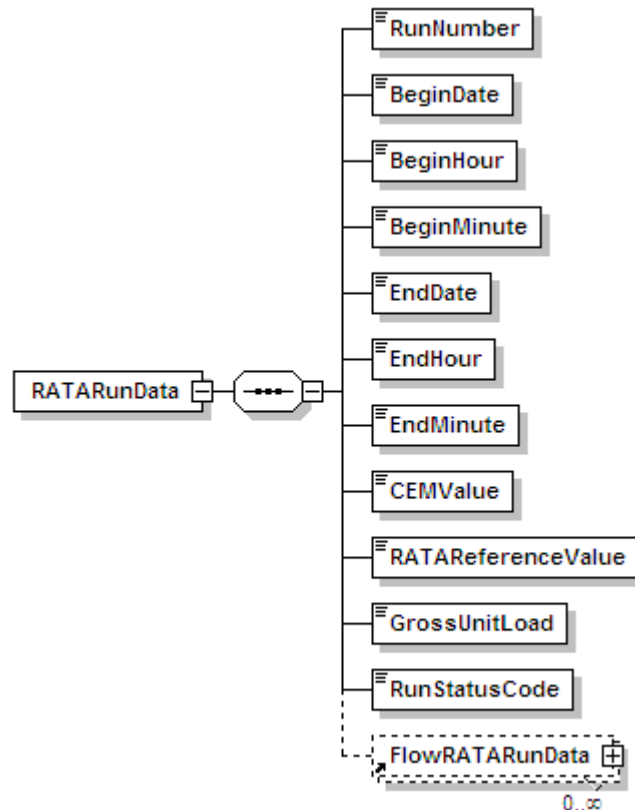 RunNumber
BeginDate
BeginHour
BeginMinute
EndDate
EndHour
RATARunData
EndMinute
CEMValue
RATAReferenceValue
GrossUnitLoad
RunStatusCode
FlowRATARunData
0..∞